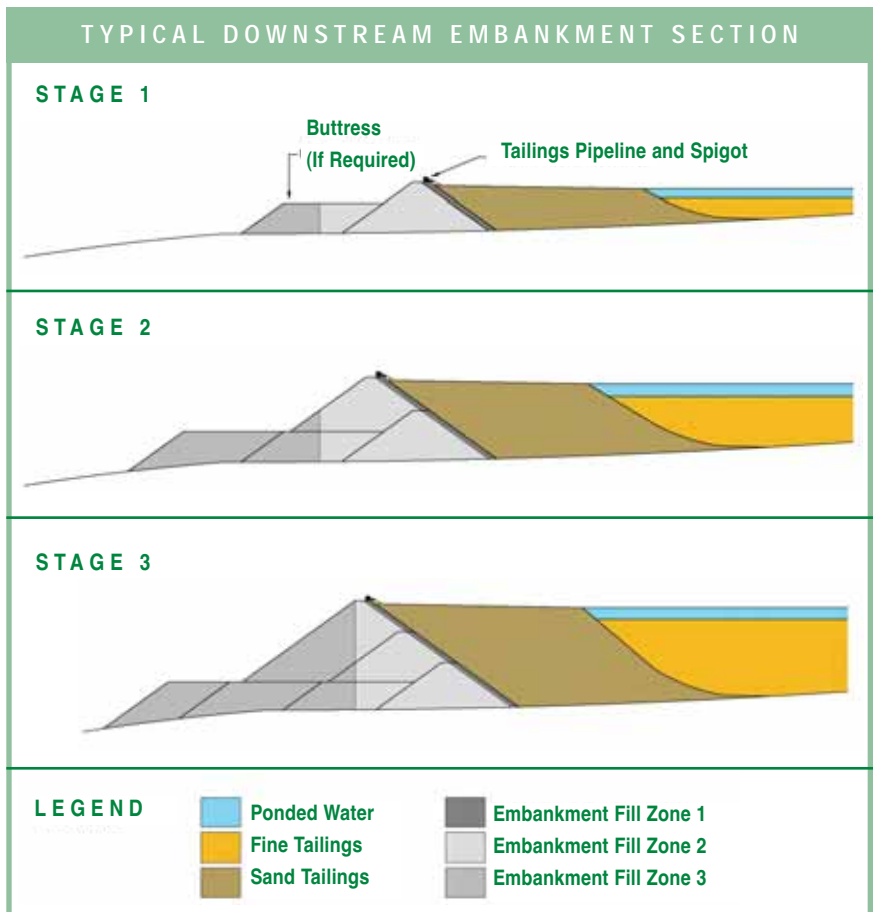 TYPICAL DOWNSTREAM EMBANKMENT SECTION
STAGE 1
Buttress
(If Required)
Tailings Pipeline and Spigot
STAGE 2
STAGE 3
LEGEND
Ponded Water
Fine Tailings
Sand Tailings
Embankment Fill Zone 1
Embankment Fill Zone 2
Embankment Fill Zone 3